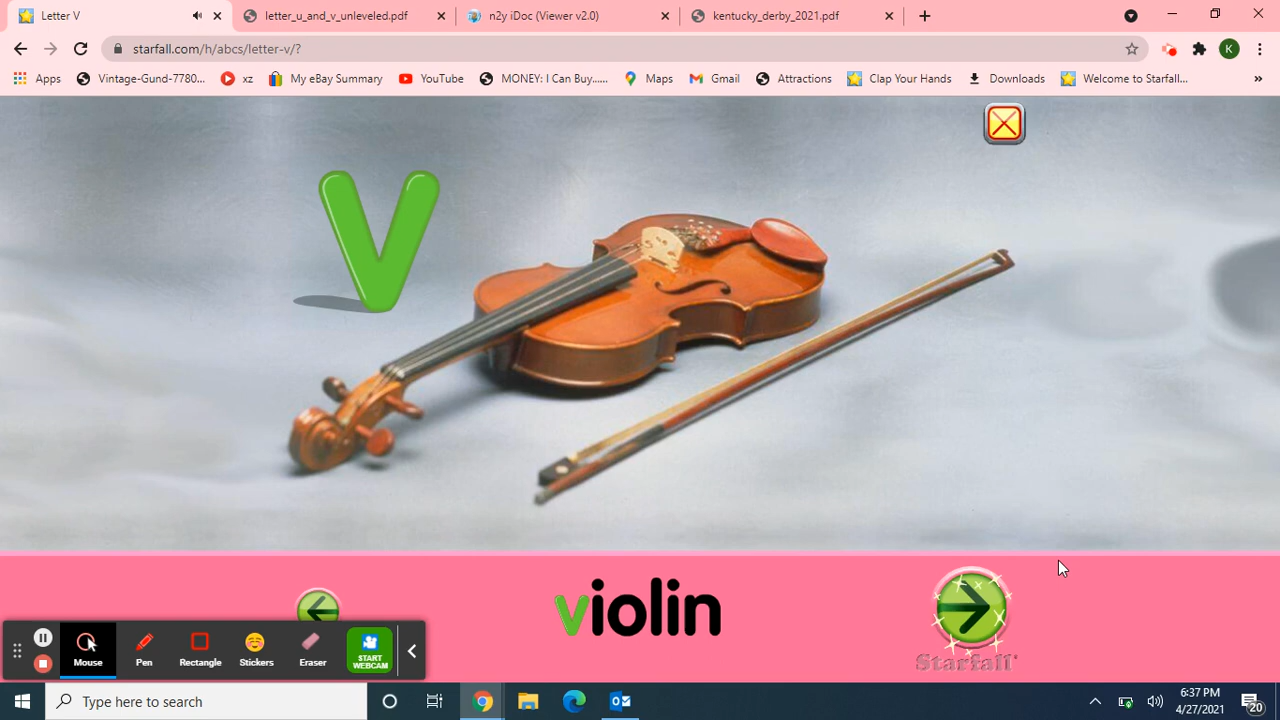 Letter V
letter_u_and_v_unleveled.pdf
n2y iDoc (Viewer v2.0)
kentucky_derby_2021.pdf
starfall.com/h/abcs/letter-v/?
K
Apps
Vintage-Gund-7780...
xz
My eBay Summary
YouTube
MONEY: I Can Buy......
Maps
Gmail
Attractions
Clap Your Hands
Downloads
Welcome to Starfall...
»
V
violin
Starfall
Mouse
Pen
Rectangle
Stickers
Eraser
START
WEBCAM
Type here to search
6:37 PM
4/27/2021
20